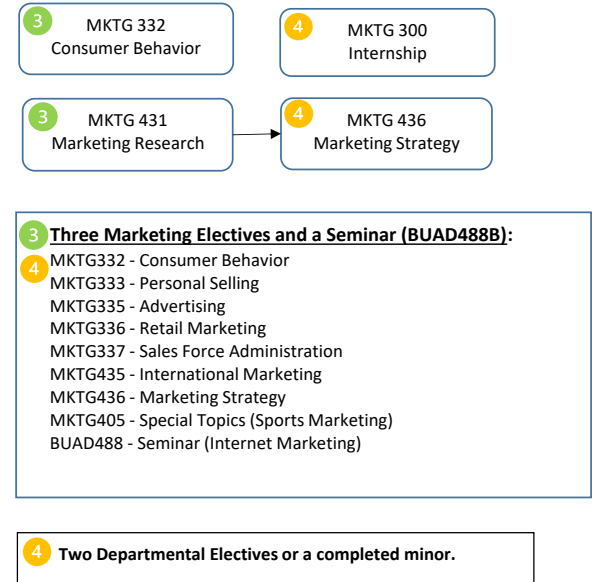 3 MKTG 332
Consumer Behavior
4 MKTG 300
Internship
3 MKTG 431
Marketing Research
4 MKTG 436
Marketing Strategy
3 Three Marketing Electives and a Seminar (BUAD488B):
4 MKTG332 - Consumer Behavior
MKTG333 - Personal Selling
MKTG335 - Advertising
MKTG336 - Retail Marketing
MKTG337 - Sales Force Administration
MKTG435 - International Marketing
MKTG436 - Marketing Strategy
MKTG405 - Special Topics (Sports Marketing)
BUAD488 - Seminar (Internet Marketing)
4 Two Departmental Electives or a completed minor.